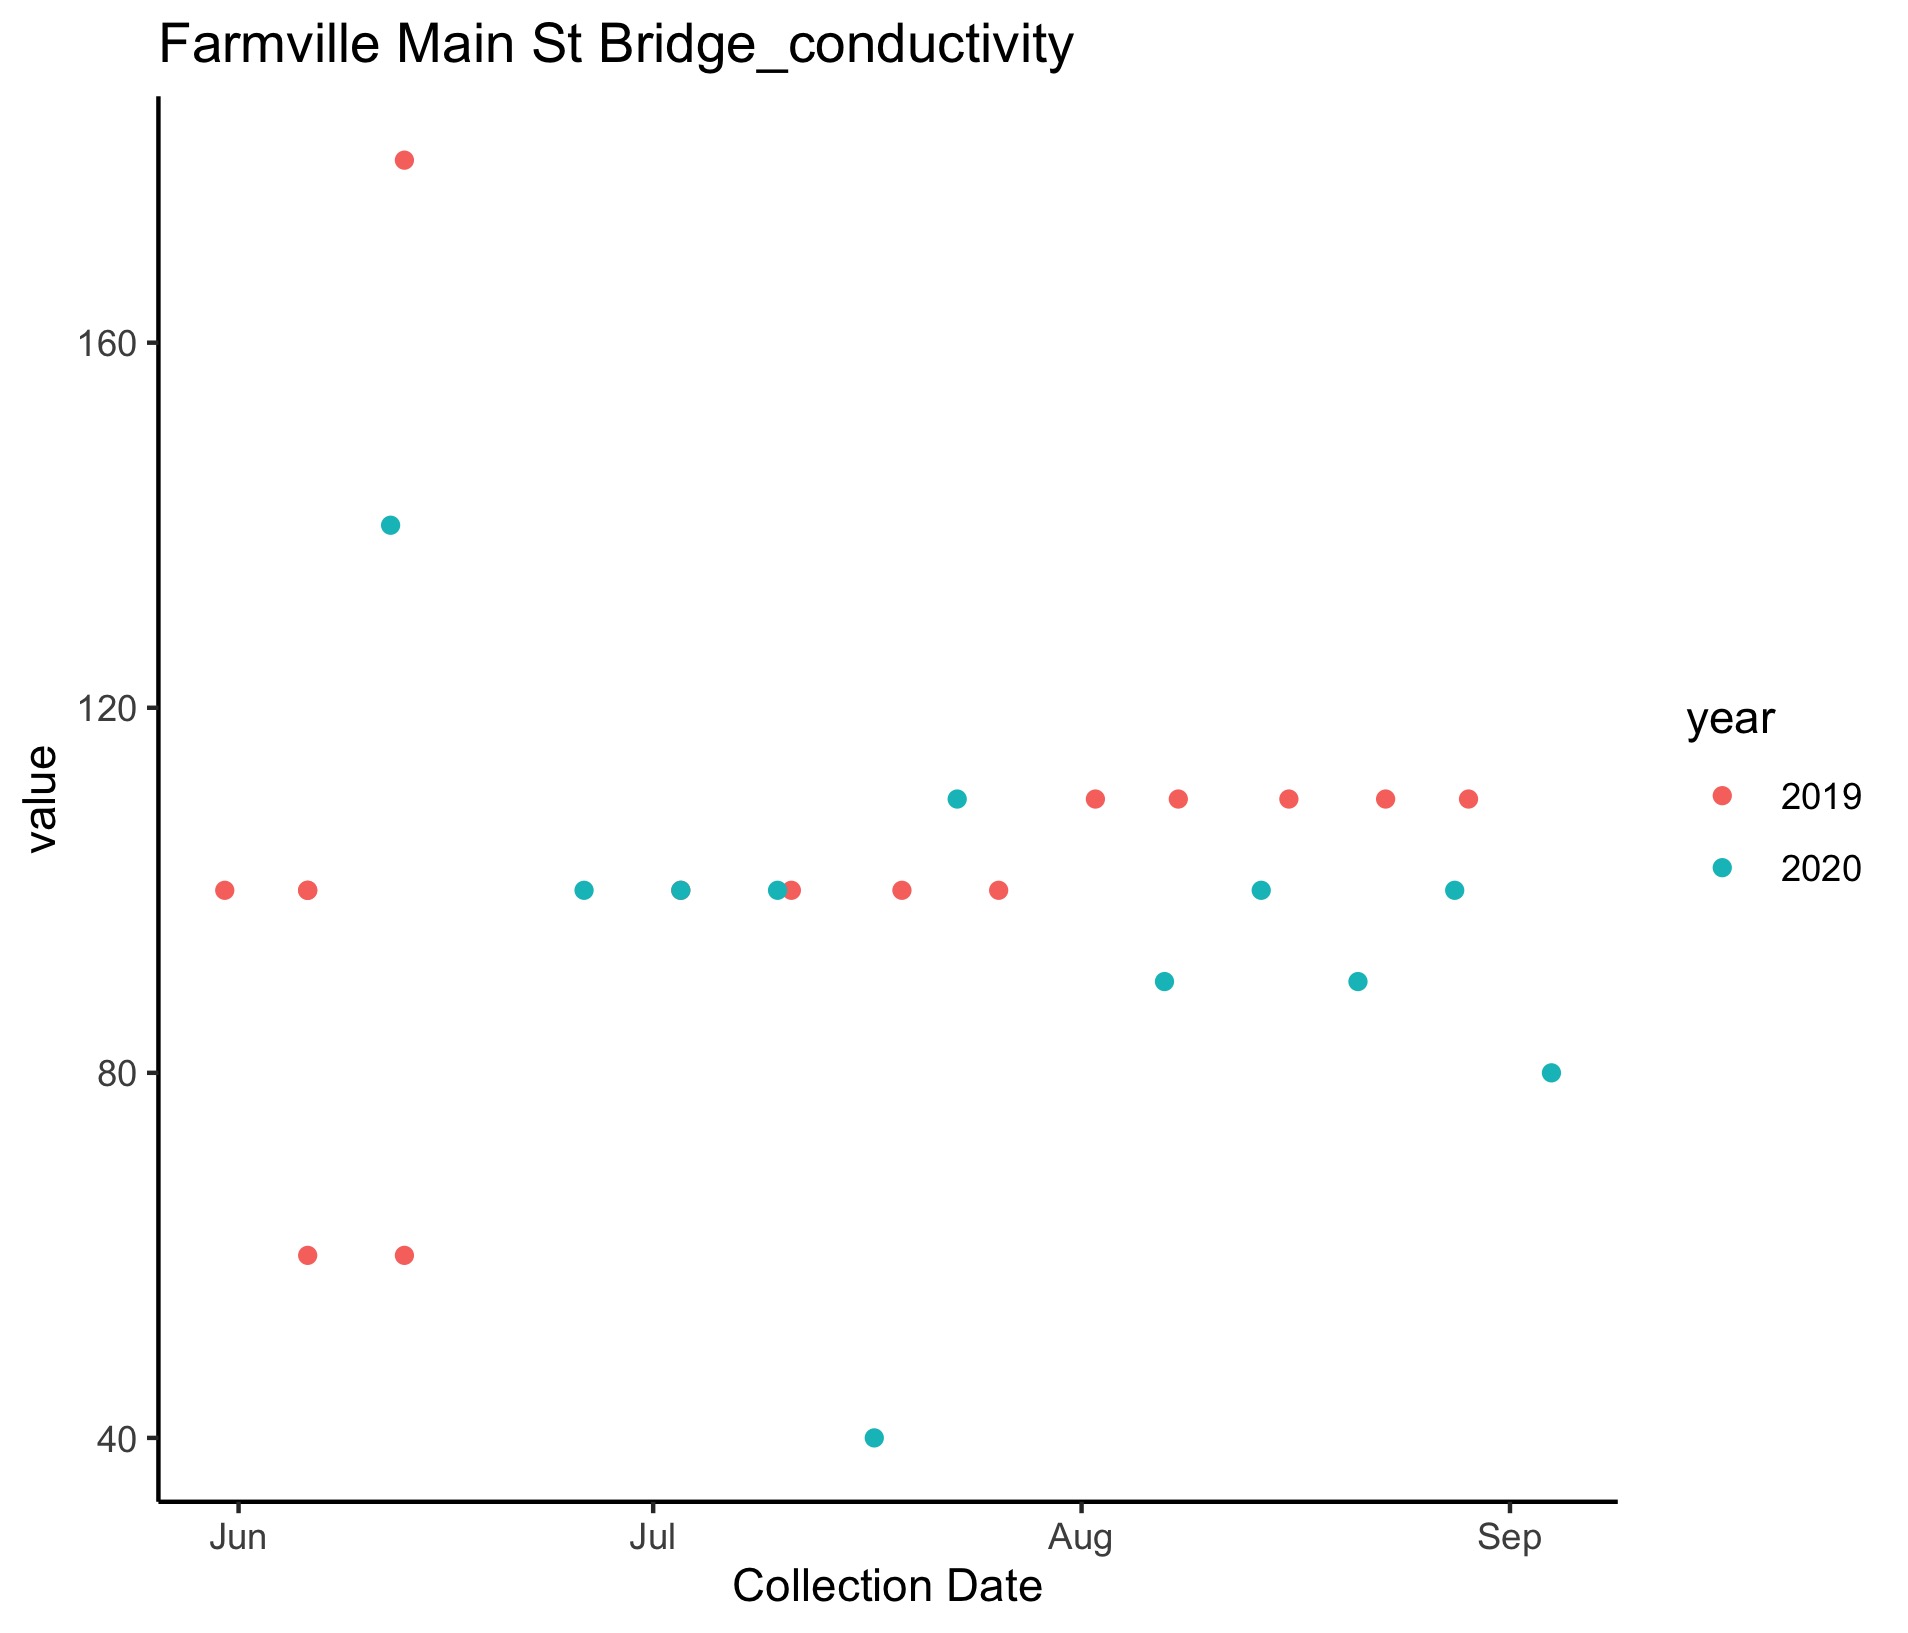 Farmville Main St Bridge_conductivity
value
160
120
80
40
Jun Jul Aug Sep
Collection Date
year
2019
2020